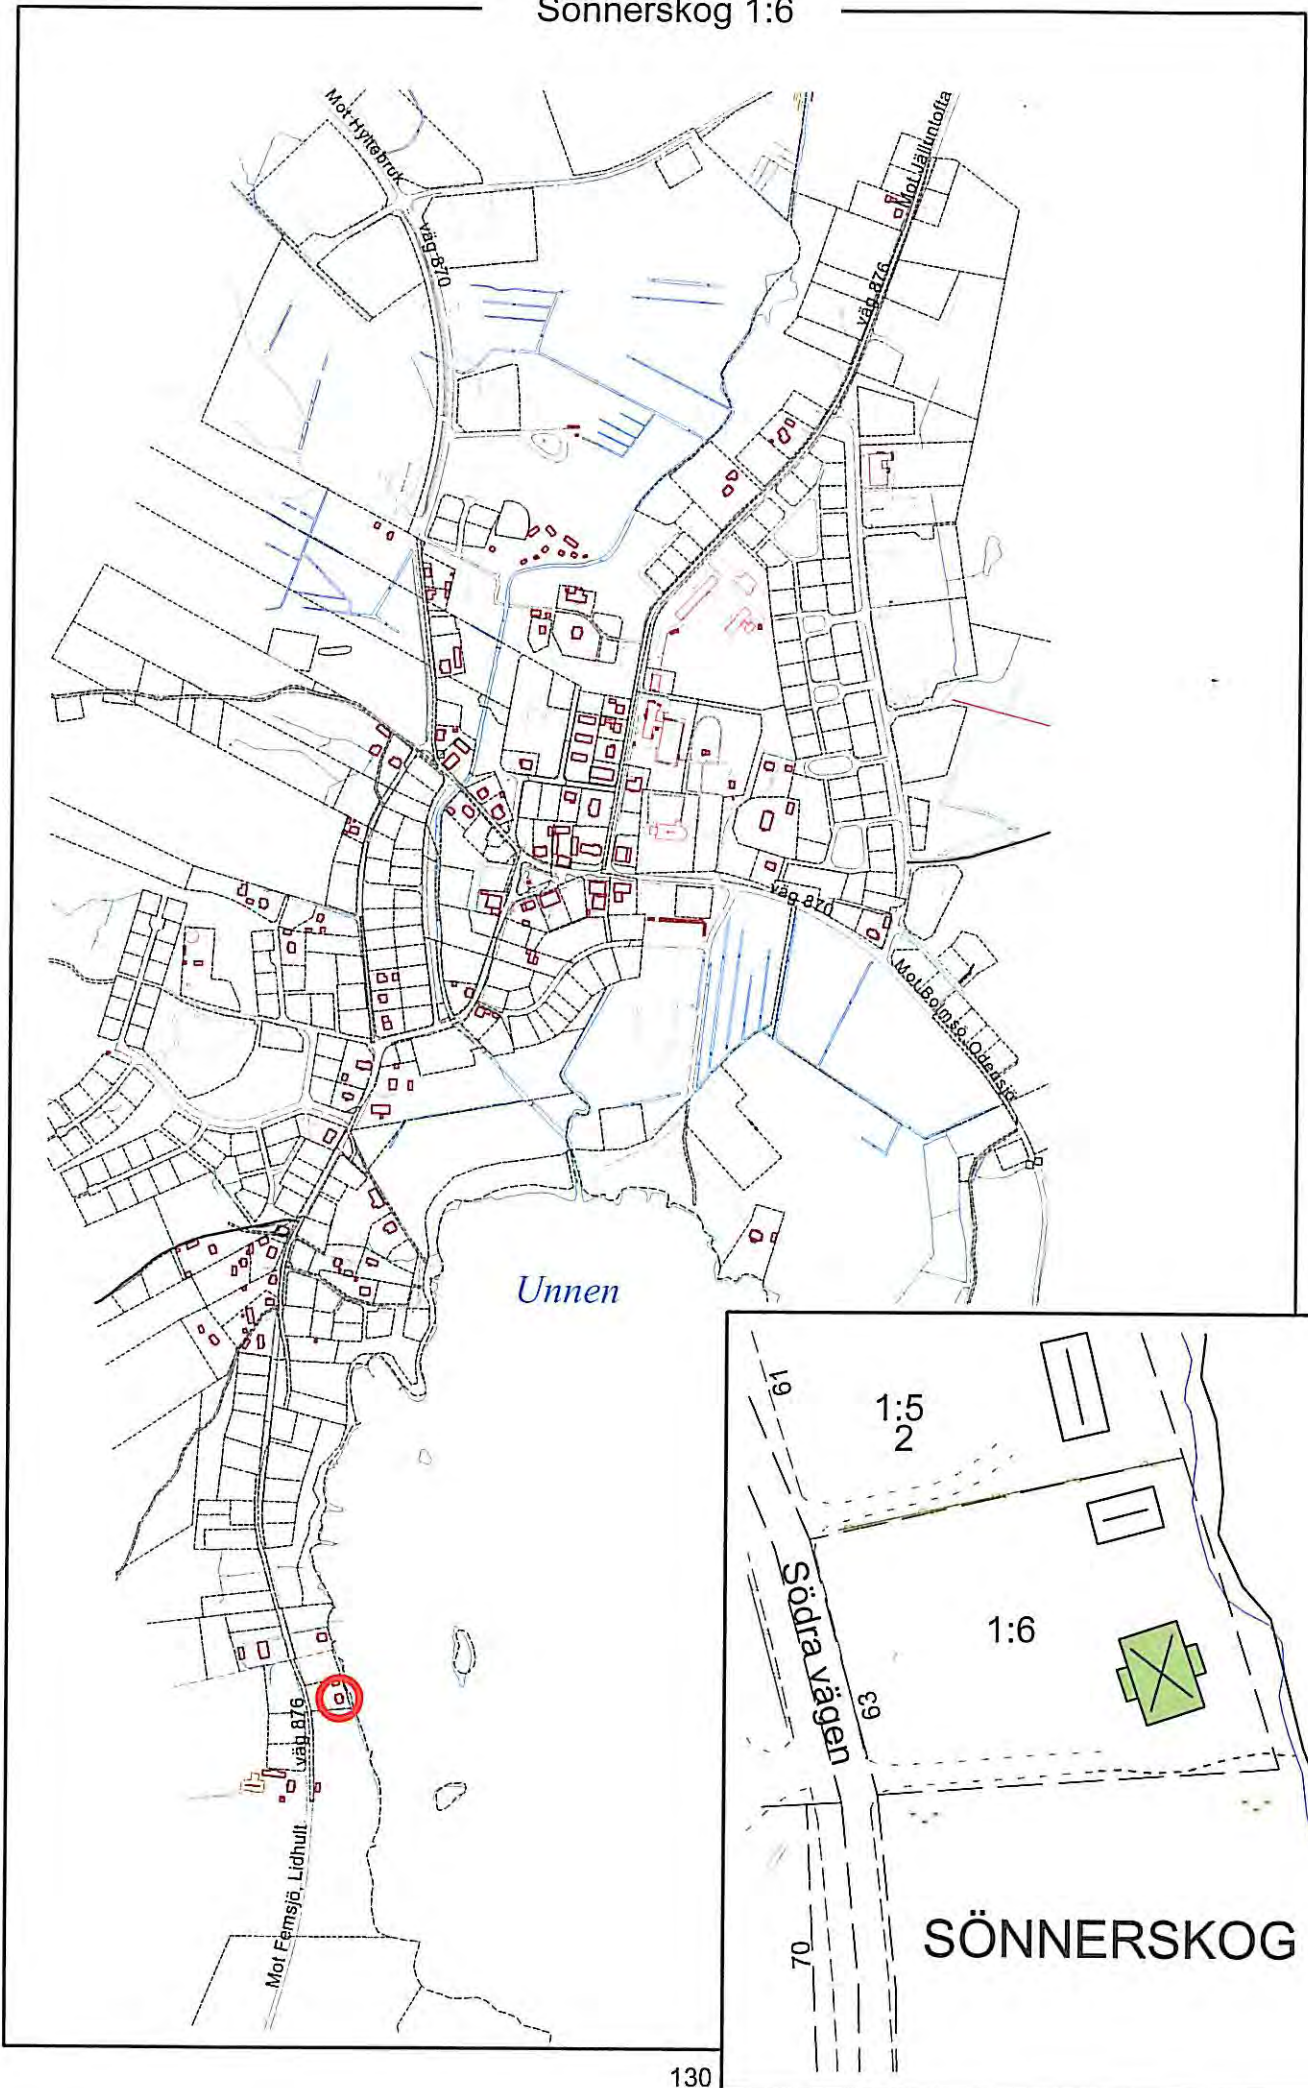 Sönnerskog 1:6
Mot Hyltebruk
Mot Jälluntofta
väg 870
väg 876
väg 870
Mot Bolmsö, Odensjö
Unnen
väg 876
Mot Femsjö, Lidhult
61
1:5
2
Södra vägen
63
1:6
70
SÖNNERSKOG
130